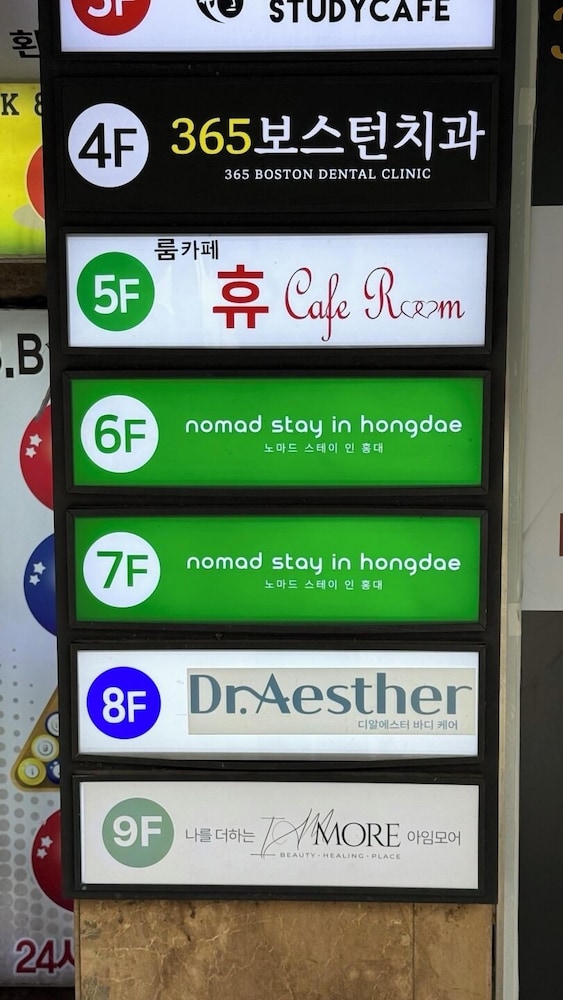 STUDYCAFE
4F
365보스턴치과
365 BOSTON DENTAL CLINIC
룸카페
5F
휴 Cafe Room
6F
nomad stay in hongdae
노마드 스테이 인 홍대
7F
nomad stay in hongdae
노마드 스테이 인 홍대
8F
Dr.Aesther
디알에스터 바디 케어
9F
나를 더하는 I AM MORE 아임모어
BEAUTY · HEALING · PLACE
24시